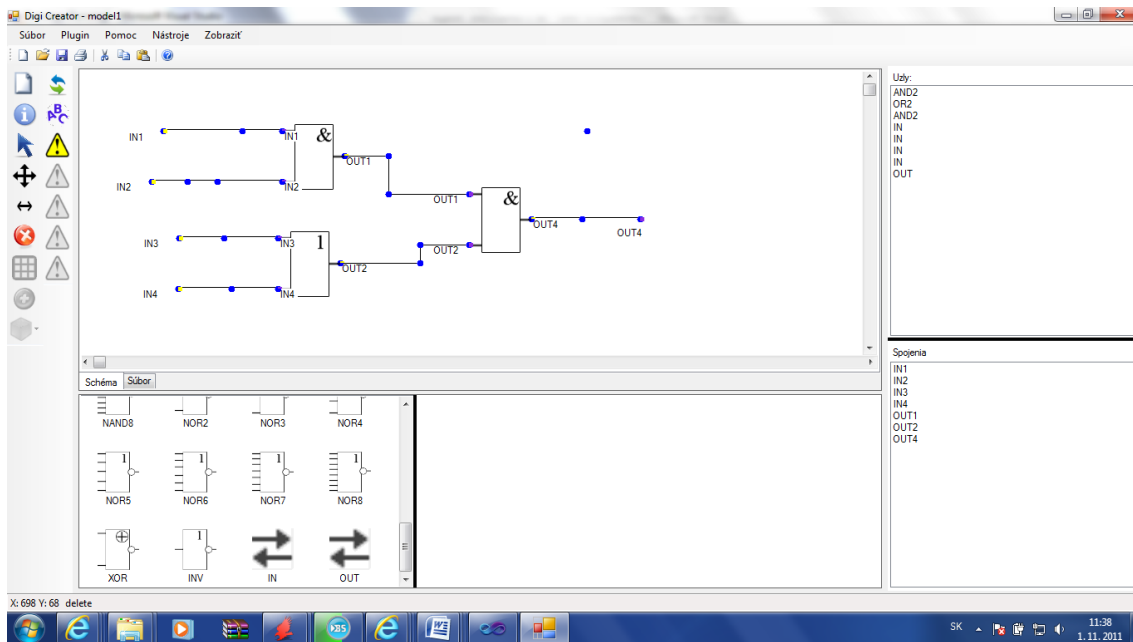 Digi Creator - model1
Súbor Plugin Pomoc Nástroje Zobraziť
A B C
IN1 IN1 & OUT1
IN2 IN2
OUT1 & OUT4 OUT4
IN3 IN3 1 OUT2
OUT2
IN4 IN4
Schéma Súbor
NAND8 NOR2 NOR3 NOR4
1 1 1 1
NOR5 NOR6 NOR7 NOR8
1
XOR INV IN OUT
Uzly:
AND2
OR2
AND2
IN
IN
IN
IN
OUT
Spojenia
IN1
IN2
IN3
IN4
OUT1
OUT2
OUT4
X: 698 Y: 68 delete
BS W SK 11:38
1. 11. 2011